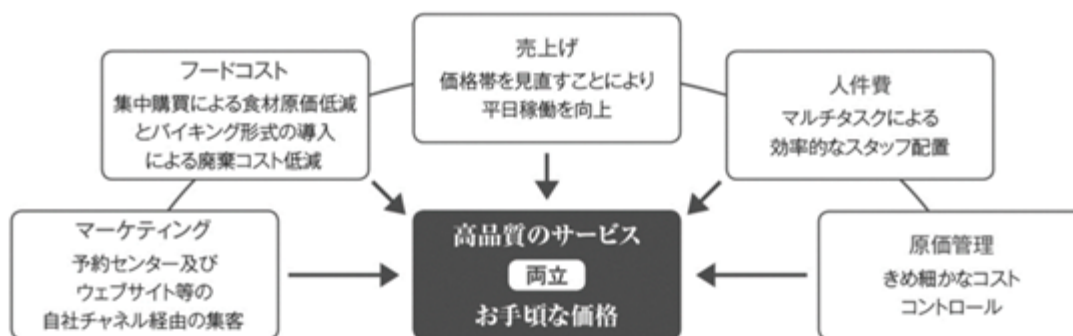 売上げ
価格帯を見直すことにより
平日稼働を向上
フードコスト
集中購買による食材原価低減
とバイキング形式の導入
による廃棄コスト低減
人件費
マルチタスクによる
効率的なスタッフ配置
マーケティング
予約センター及び
ウェブサイト等の
自社チャネル経由の集客
高品質のサービス
両立
お手頃な価格
原価管理
きめ細かなコスト
コントロール